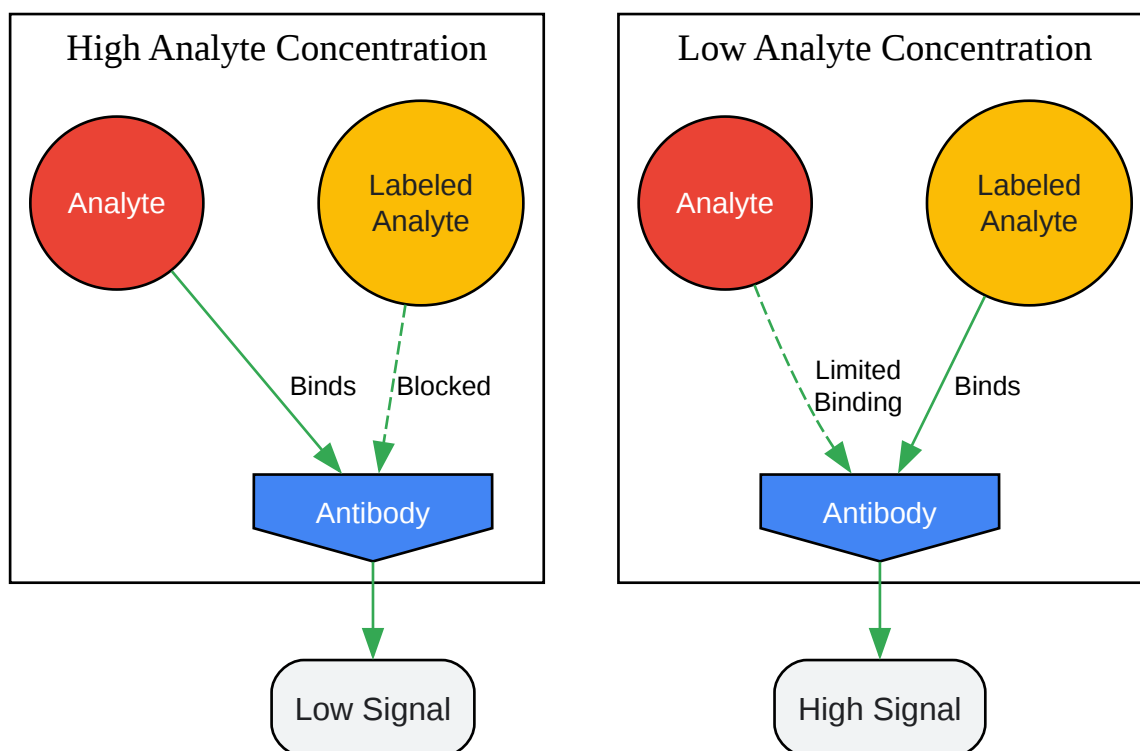 High Analyte Concentration
Analyte
Labeled
Analyte
Binds
Blocked
Antibody
Low Signal
Low Analyte Concentration
Analyte
Labeled
Analyte
Limited
Binding
Binds
Antibody
High Signal